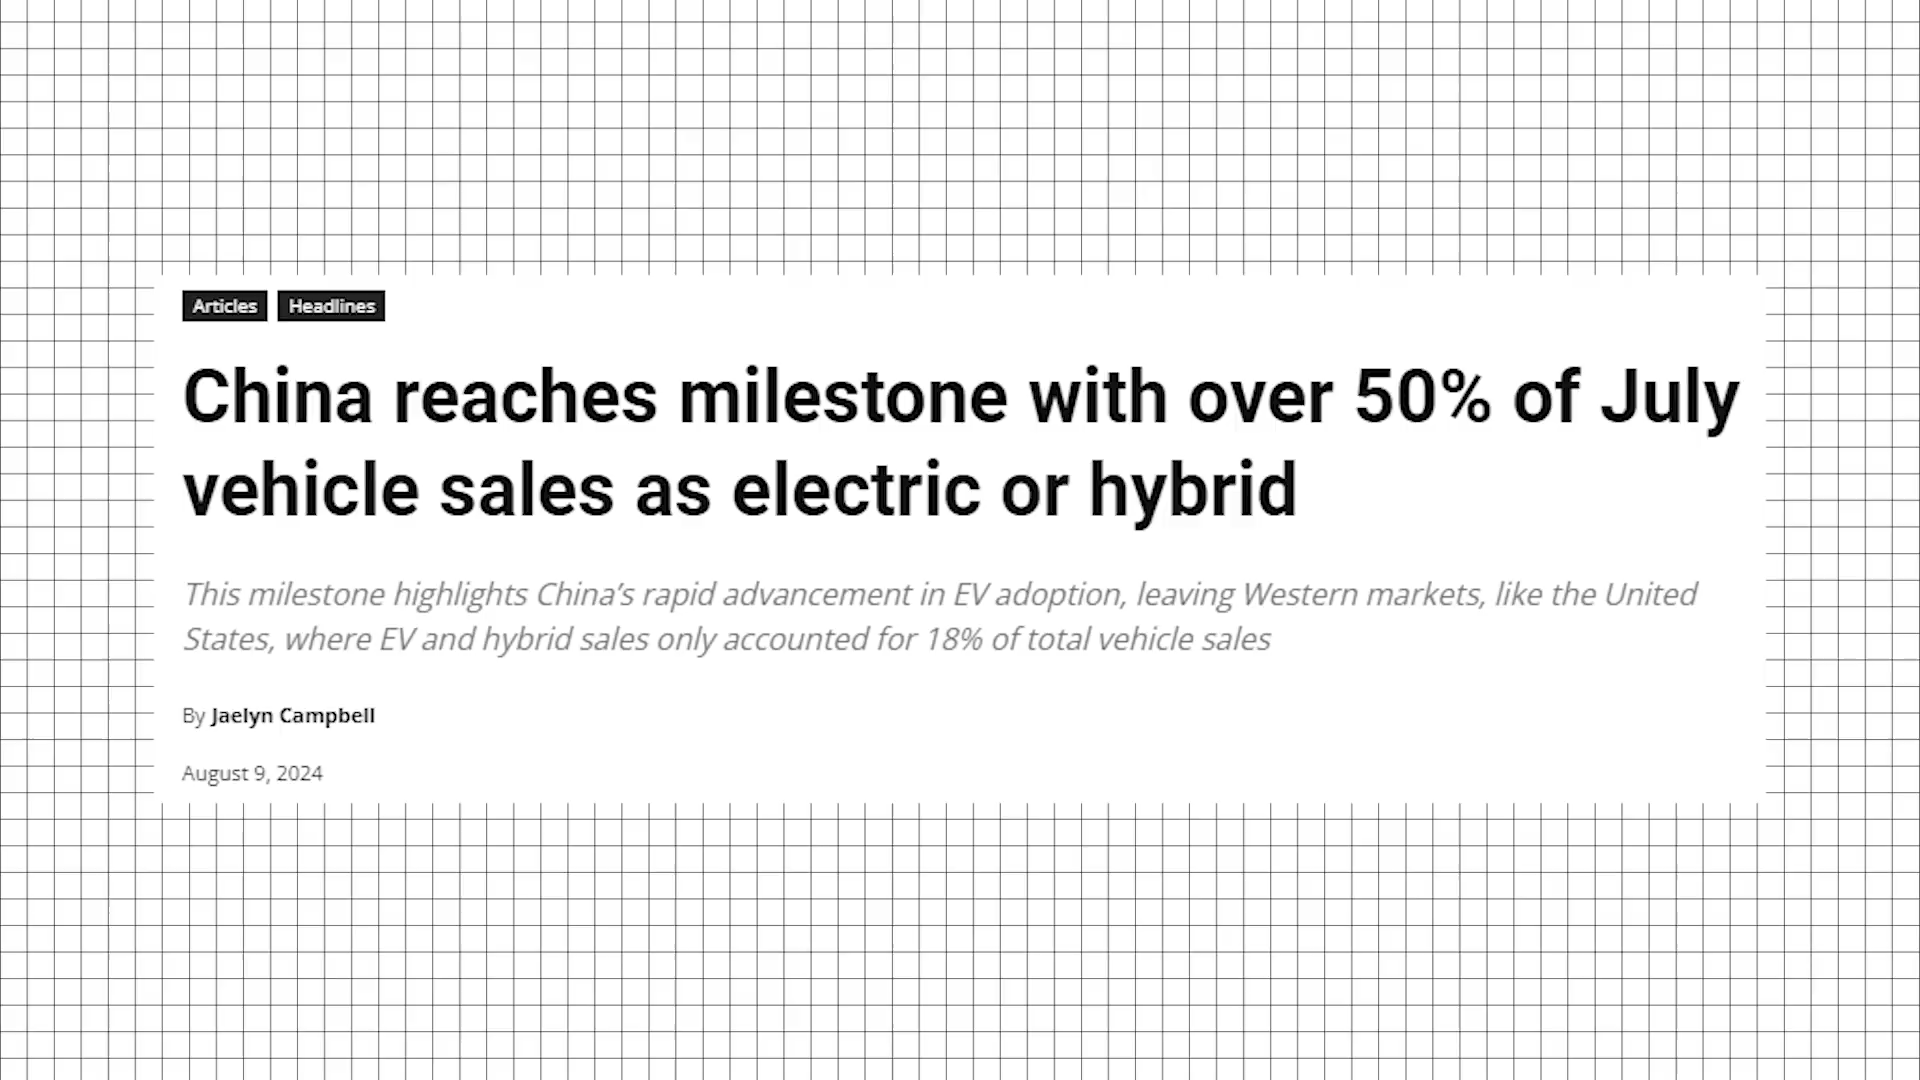 Articles Headlines
China reaches milestone with over 50% of July
vehicle sales as electric or hybrid
This milestone highlights China’s rapid advancement in EV adoption, leaving Western markets, like the United
States, where EV and hybrid sales only accounted for 18% of total vehicle sales
By Jaelyn Campbell
August 9, 2024